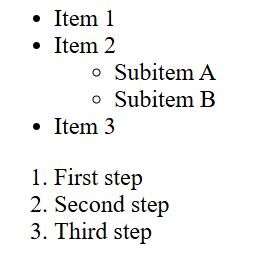 • Item 1
• Item 2
◦ Subitem A
◦ Subitem B
• Item 3
1. First step
2. Second step
3. Third step